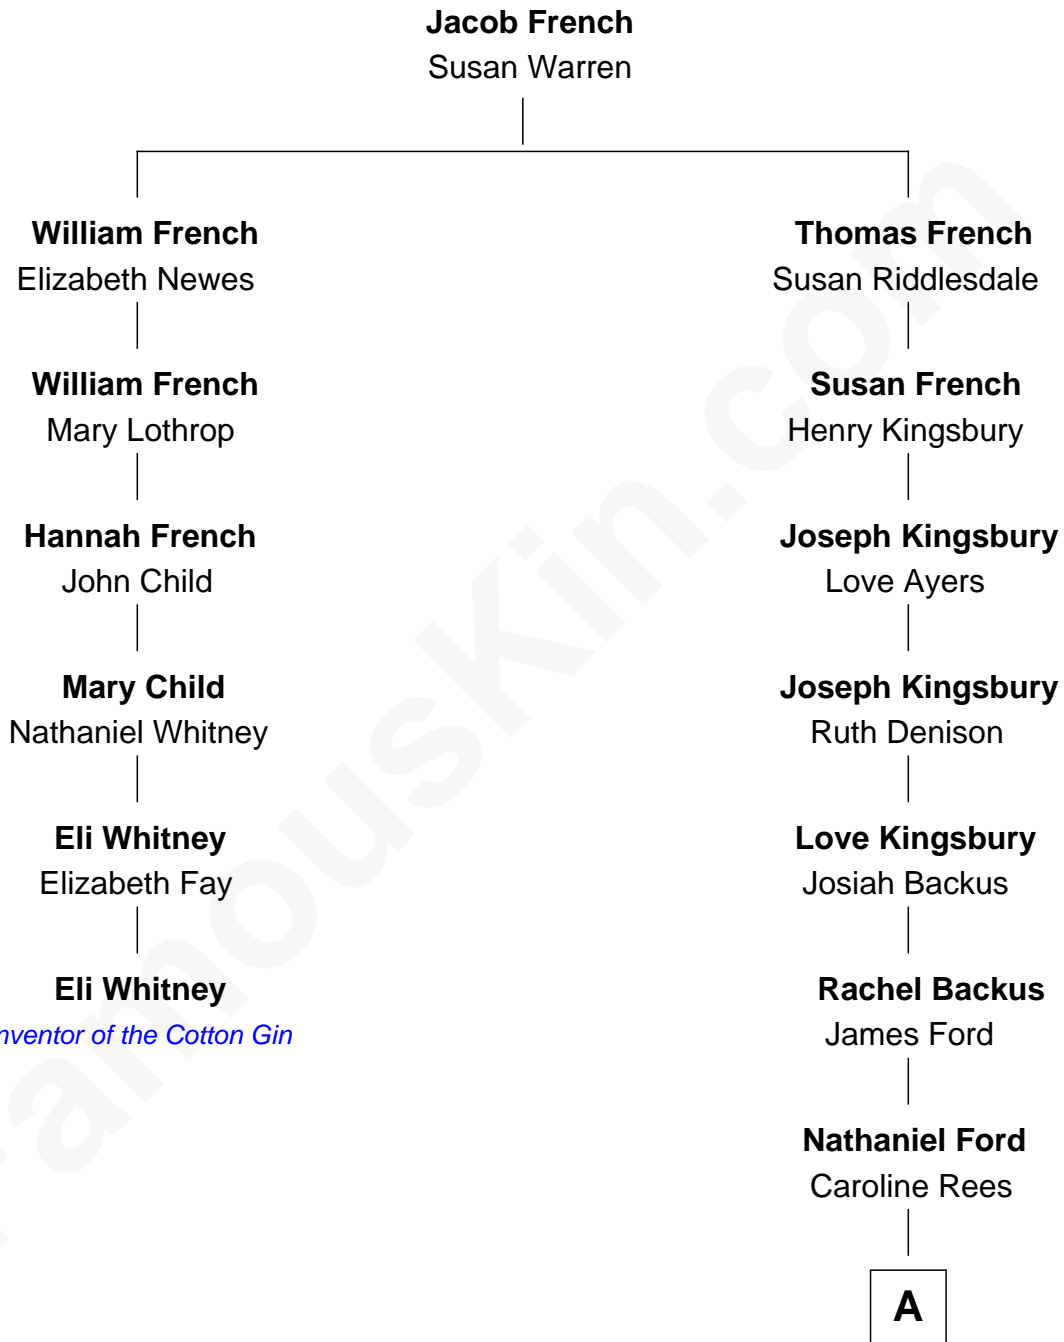 Jacob French
Susan Warren
William French
Elizabeth Newes
William French
Mary Lothrop
Hannah French
John Child
Mary Child
Nathaniel Whitney
Eli Whitney
Elizabeth Fay
Eli Whitney
nventor of the Cotton Gin
Thomas French
Susan Riddlesdale
Susan French
Henry Kingsbury
Joseph Kingsbury
Love Ayers
Joseph Kingsbury
Ruth Denison
Love Kingsbury
Josiah Backus
Rachel Backus
James Ford
Nathaniel Ford
Caroline Rees
A
FamousKin.com